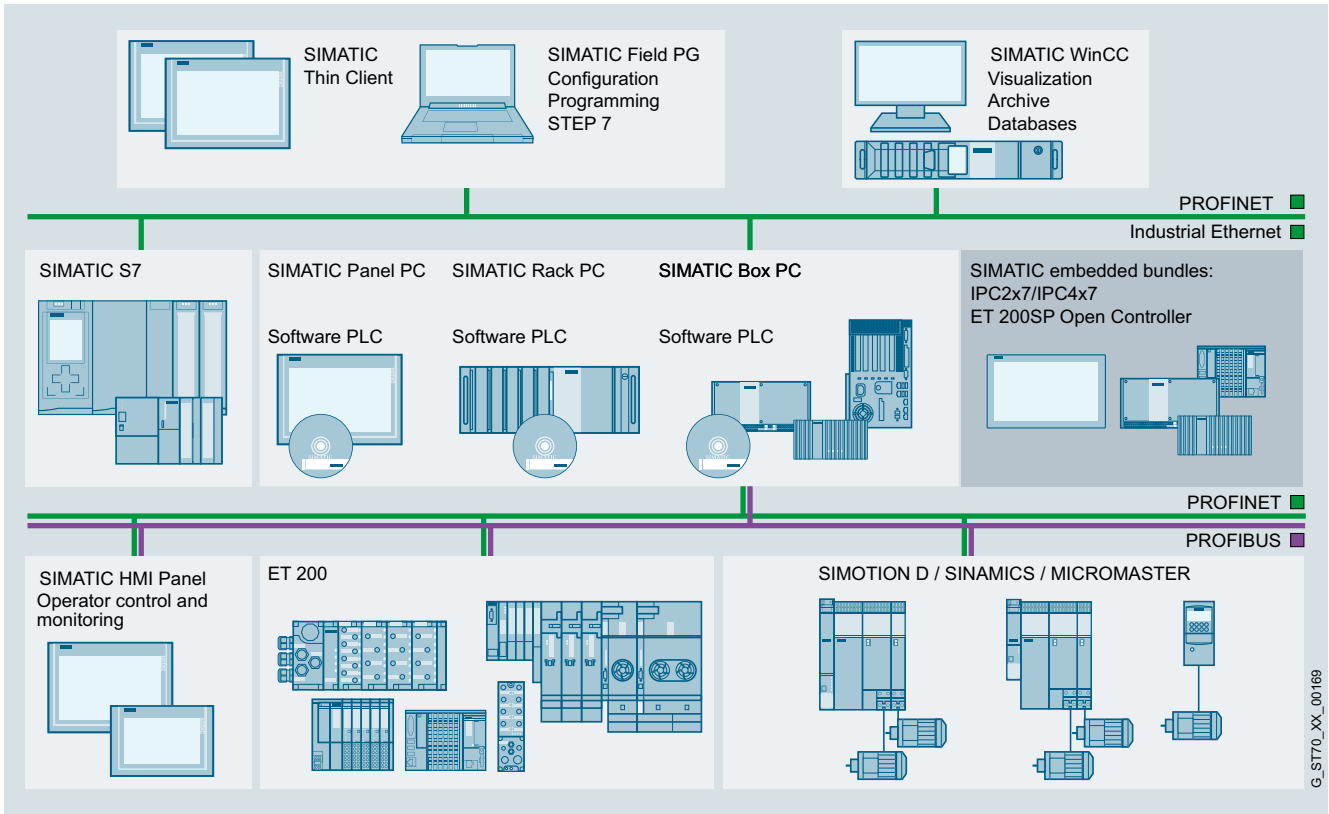 SIMATIC
Thin Client
SIMATIC Field PG
Configuration
Programming
STEP 7
SIMATIC WinCC
Visualization
Archive
Databases
PROFINET
Industrial Ethernet
SIMATIC S7
SIMATIC Panel PC
Software PLC
SIMATIC Rack PC
Software PLC
SIMATIC Box PC
Software PLC
SIMATIC embedded bundles:
IPC2x7/IPC4x7
ET 200SP Open Controller
PROFINET
PROFIBUS
SIMATIC HMI Panel
Operator control and
monitoring
ET 200
SIMOTION D / SINAMICS / MICROMASTER
G_ST70_XX_00169